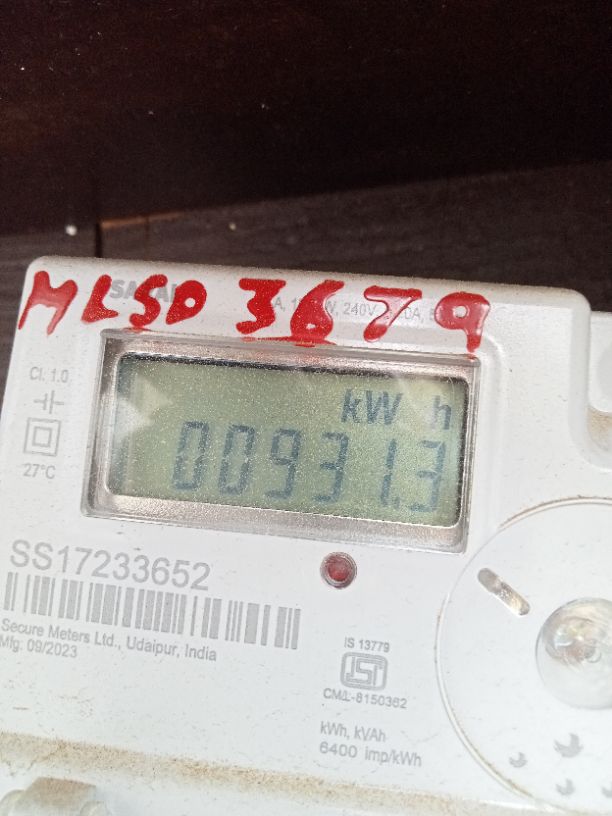 MLSD 3679
240V
Cl. 1.0
27°C
kW h
00931.3
SS17233652
Secure Meters Ltd., Udaipur, India
Mfg. 09/2023
IS 13779
ISI
CM/L-8150362
kWh, kVAh
6400 imp/kWh